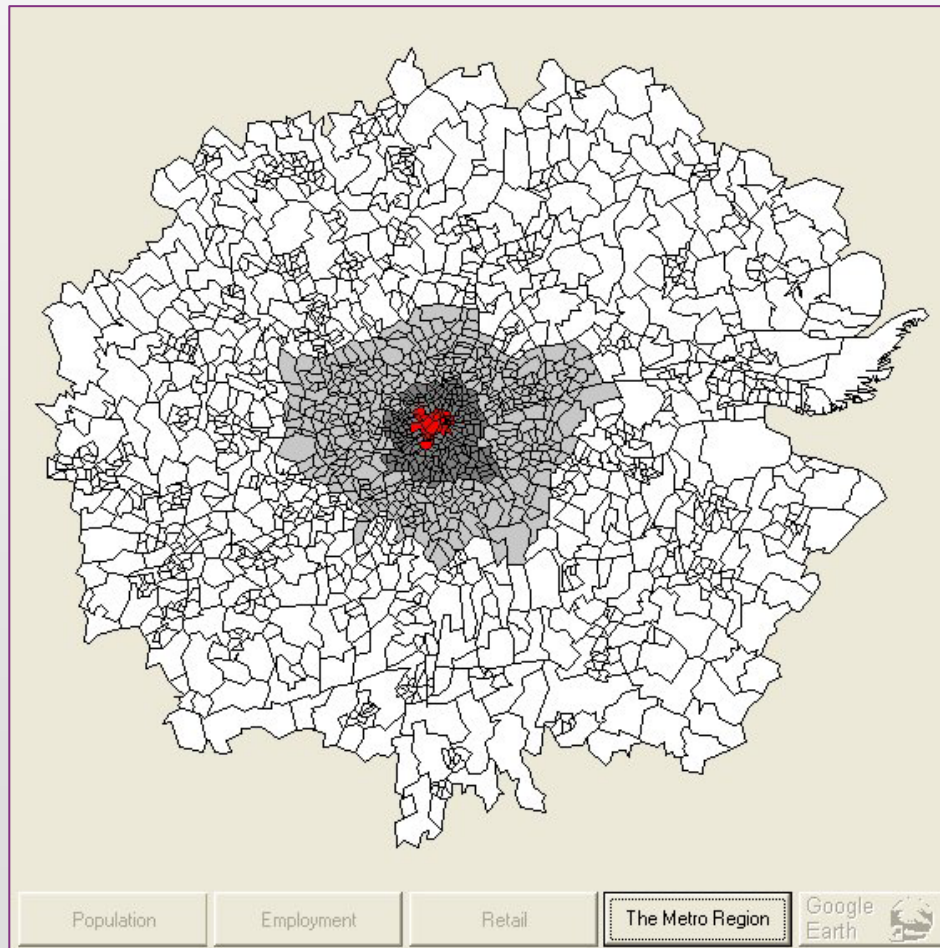 Population
Employment
Retail
The Metro Region
Google
Earth